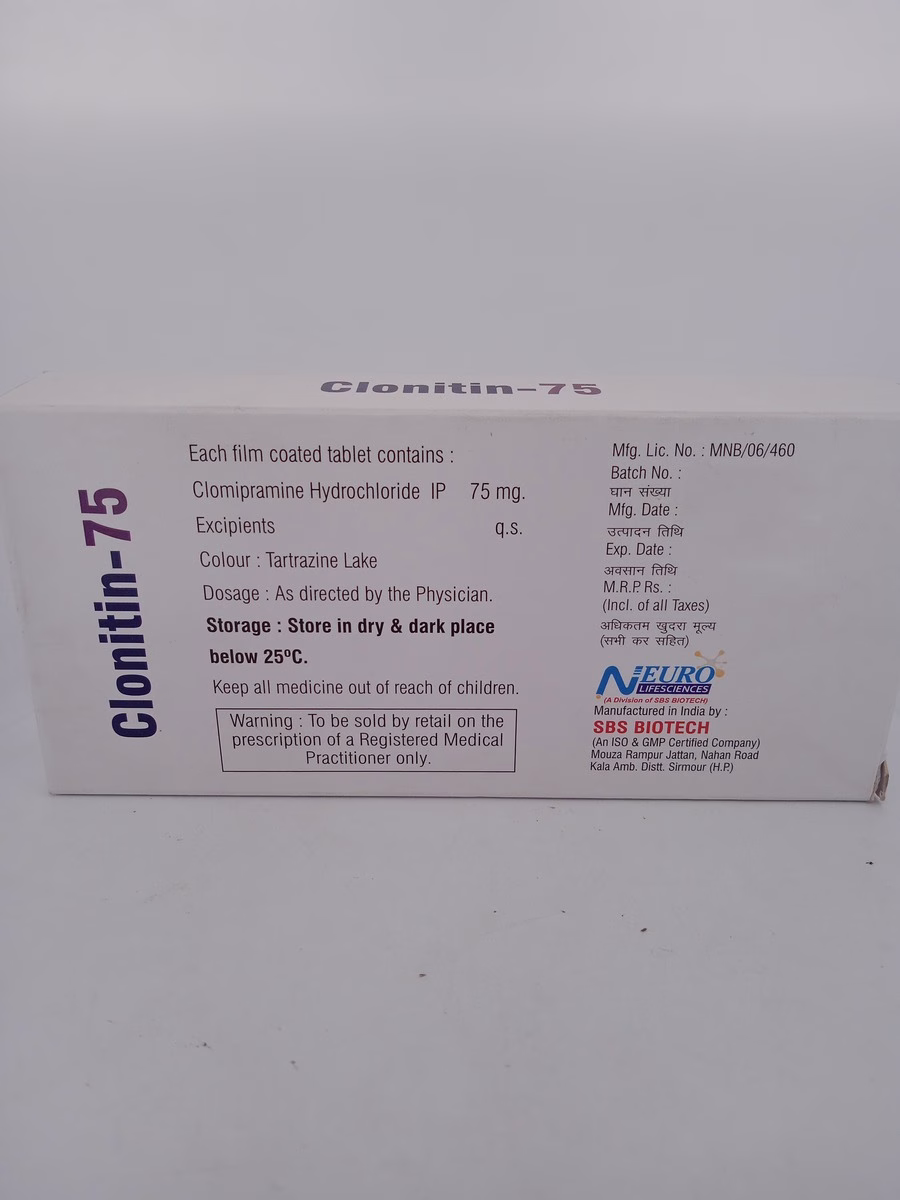 Clonitin-75
Clonitin-75
Each film coated tablet contains :
Clomipramine Hydrochloride IP 75 mg.
Excipients q.s.
Colour : Tartrazine Lake
Dosage : As directed by the Physician.
Storage : Store in dry & dark place
below 25ºC.
Keep all medicine out of reach of children.
Warning : To be sold by retail on the
prescription of a Registered Medical
Practitioner only.
Mfg. Lic. No. : MNB/06/460
Batch No. :
घान संख्या
Mfg. Date :
उत्पादन तिथि
Exp. Date :
अवसान तिथि
M.R.P. Rs. :
(Incl. of all Taxes)
अधिकतम खुदरा मूल्य
(सभी कर सहित)
NEURO
LIFESCIENCES
(A Division of SBS BIOTECH)
Manufactured in India by :
SBS BIOTECH
(An ISO & GMP Certified Company)
Mouza Rampur Jattan, Nahan Road
Kala Amb. Distt. Sirmour (H.P.)